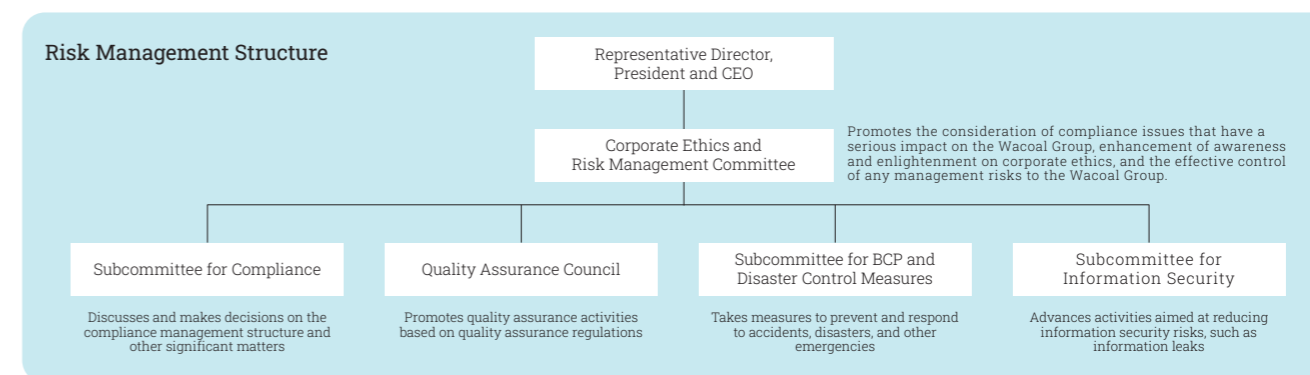 Risk Management Structure
Representative Director,
President and CEO
Corporate Ethics and
Risk Management Committee
Promotes the consideration of compliance issues that have a
serious impact on the Wacoal Group, enhancement of awareness
and enlightenment on corporate ethics, and the effective control
of any management risks to the Wacoal Group.
Subcommittee for Compliance
Discusses and makes decisions on the
compliance management structure and
other significant matters
Quality Assurance Council
Promotes quality assurance activities
based on quality assurance regulations
Subcommittee for BCP and
Disaster Control Measures
Takes measures to prevent and respond
to accidents, disasters, and other
emergencies
Subcommittee for
Information Security
Advances activities aimed at reducing
information security risks, such as
information leaks